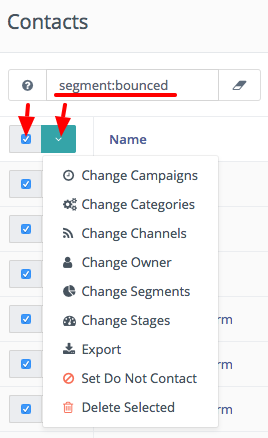 Contacts
segment:bounced
Name
Change Campaigns
Change Categories
Change Channels
Change Owner
Change Segments
Change Stages
rm
Export
rm
Set Do Not Contact
Delete Selected
rm